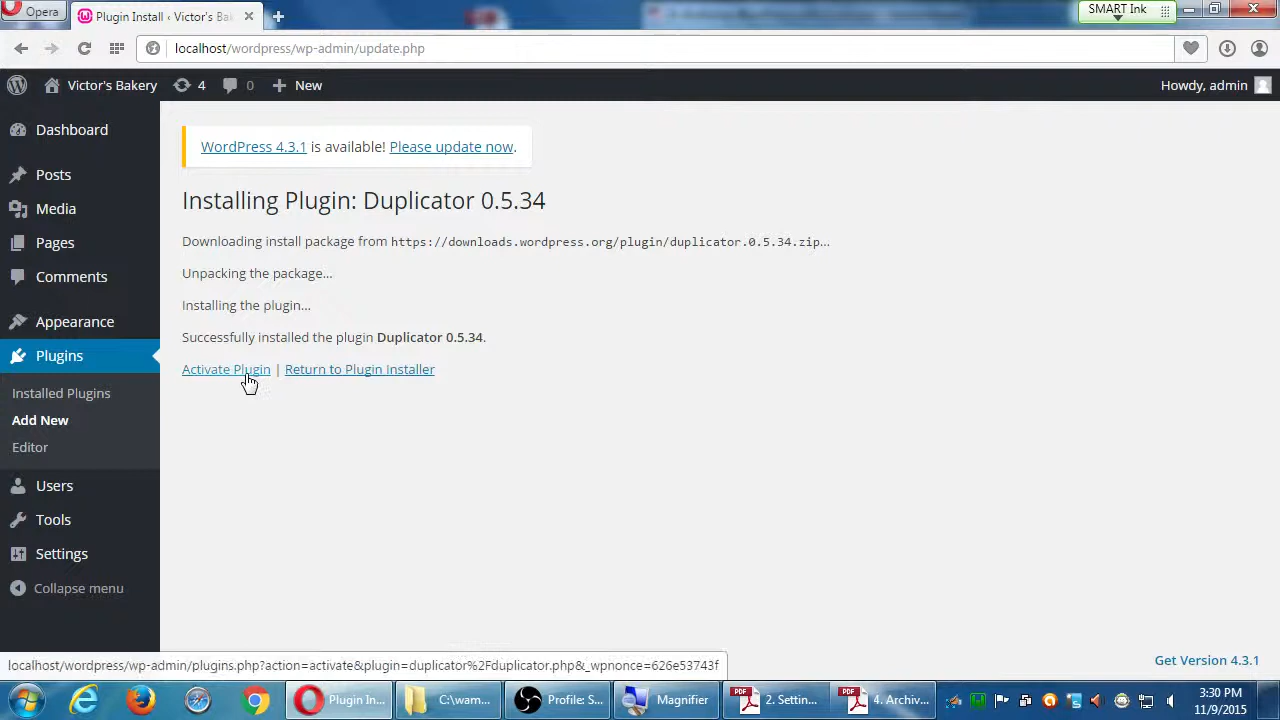 Opera
Plugin Install ‹ Victor's Bak
SMART Ink
localhost/wordpress/wp-admin/update.php
Victor's Bakery
4
0
New
Howdy, admin
Dashboard
Posts
Media
Pages
Comments
Appearance
Plugins
Installed Plugins
Add New
Editor
Users
Tools
Settings
Collapse menu
WordPress 4.3.1 is available! Please update now.
Installing Plugin: Duplicator 0.5.34
Downloading install package from https://downloads.wordpress.org/plugin/duplicator.0.5.34.zip…
Unpacking the package…
Installing the plugin…
Successfully installed the plugin Duplicator 0.5.34.
Activate Plugin | Return to Plugin Installer
Get Version 4.3.1
localhost/wordpress/wp-admin/plugins.php?action=activate&plugin=duplicator%2Fduplicator.php&_wpnonce=626e53743f
Plugin In...
C:\wam...
Profile: S...
Magnifier
PDF
2. Settin...
PDF
4. Archiv...
3:30 PM
11/9/2015